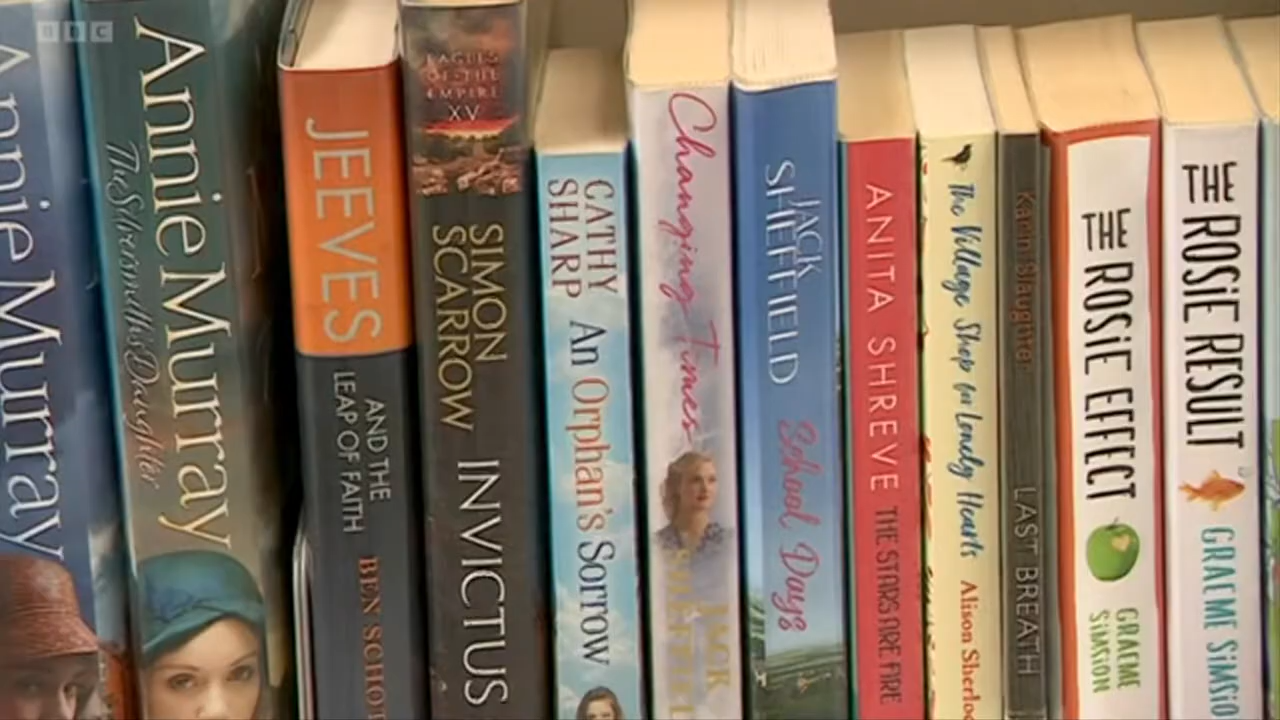 BBC
Annie Murray
Annie Murray
The Silversmith's Daughter
JEEVES
AND THE
LEAP OF FAITH
BEN
EAGLES
OF THE
EMPIRE
XV
SIMON
SCARROW
INVICTUS
CATHY
SHARP
An Orphan's Sorrow
Changing Times
JACK
JACK
SHEFFIELD
School Days
ANITA SHREVE
THE STARS ARE FIRE
The Village Shop for Lonely Hearts
Alison
Karin Slaughter
LAST BREATH
THE ROSIE EFFECT
GRAEME
SIMSION
THE ROSIE RESULT
GRAEME